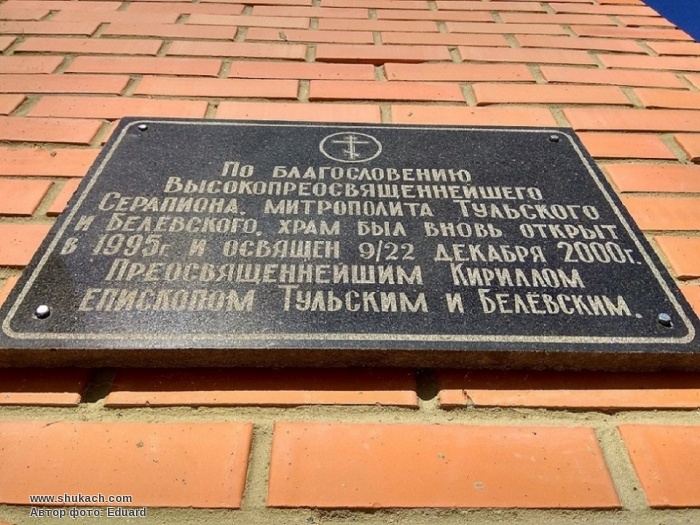 По благословению
Высокопреосвященнейшего
Серапиона, митрополита Тульского
и Белевского, храм был вновь открыт
в 1995г. и освящен 9/22 декабря 2000г.
Преосвященнейшим Кириллом
епископом Тульским и Белевским.
www.shukach.com
Автор фото: Eduard